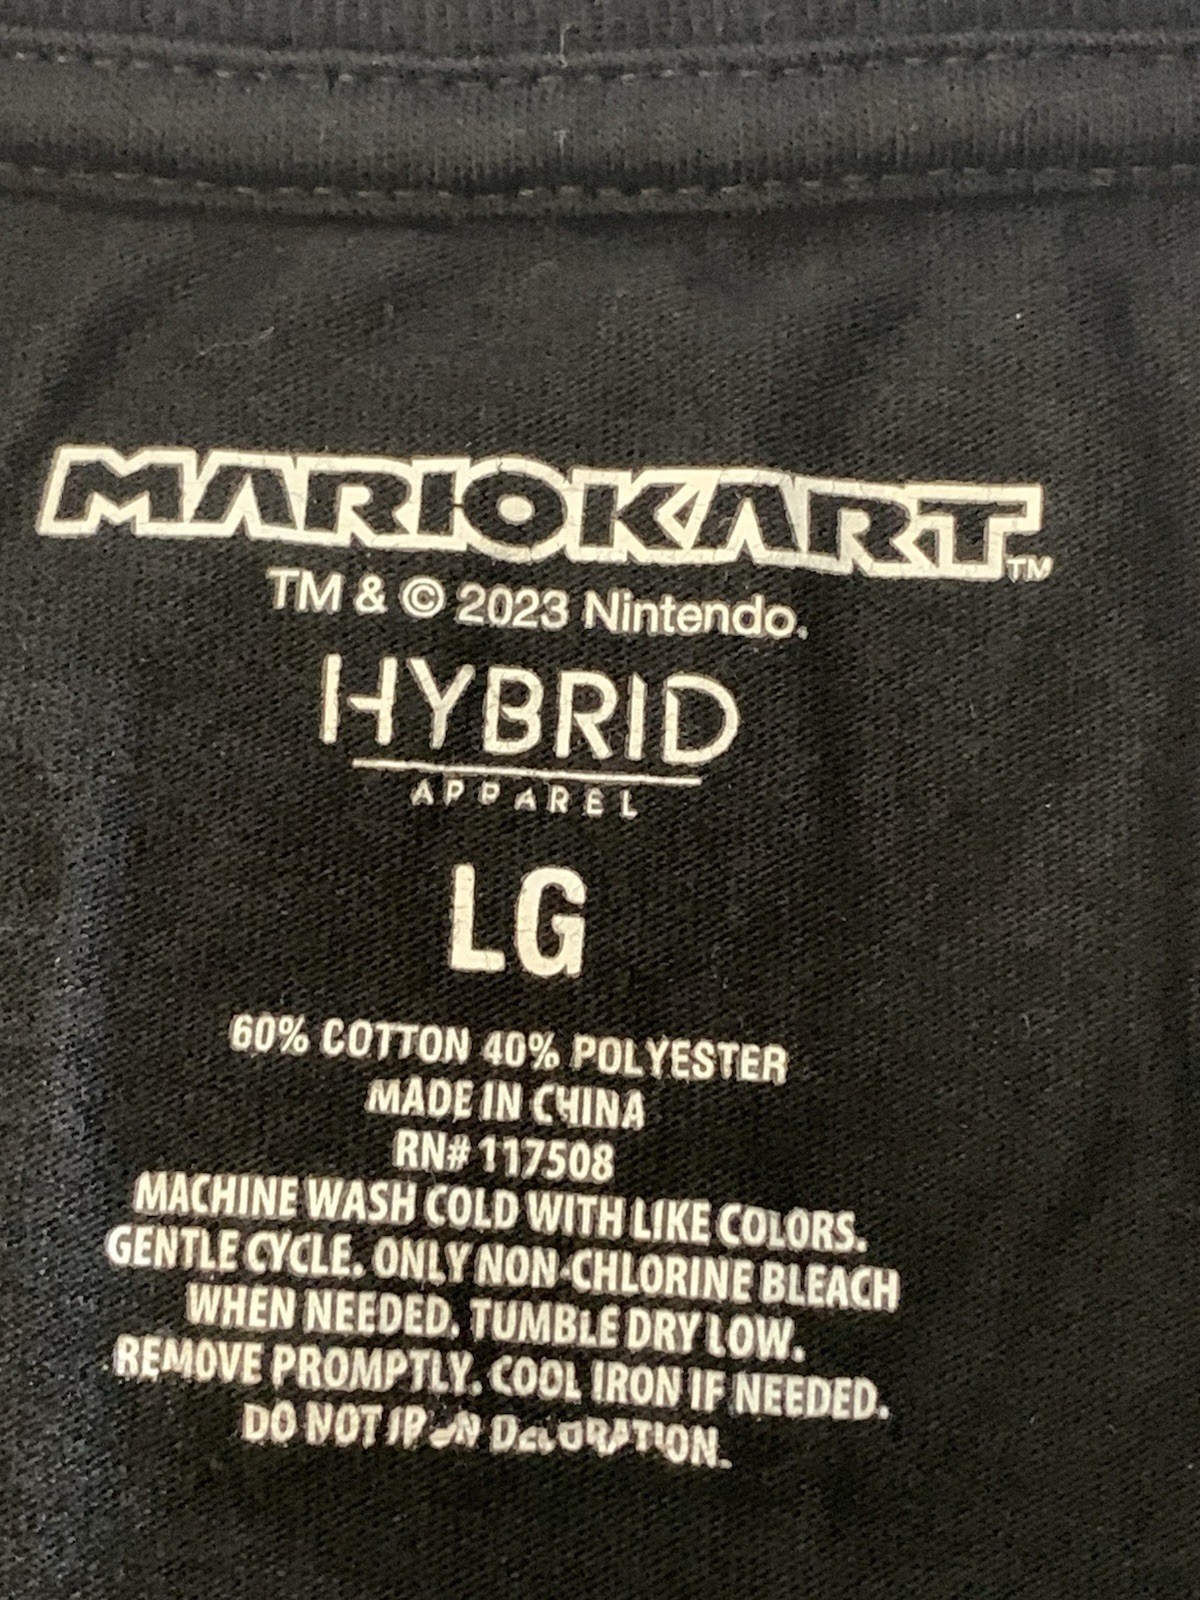 MARIOKART™
TM & © 2023 Nintendo.
HYBRID
APPAREL
LG
60% COTTON 40% POLYESTER
MADE IN CHINA
RN# 117508
MACHINE WASH COLD WITH LIKE COLORS.
GENTLE CYCLE. ONLY NON-CHLORINE BLEACH
WHEN NEEDED. TUMBLE DRY LOW.
REMOVE PROMPTLY. COOL IRON IF NEEDED.
DO NOT IRON DECORATION.